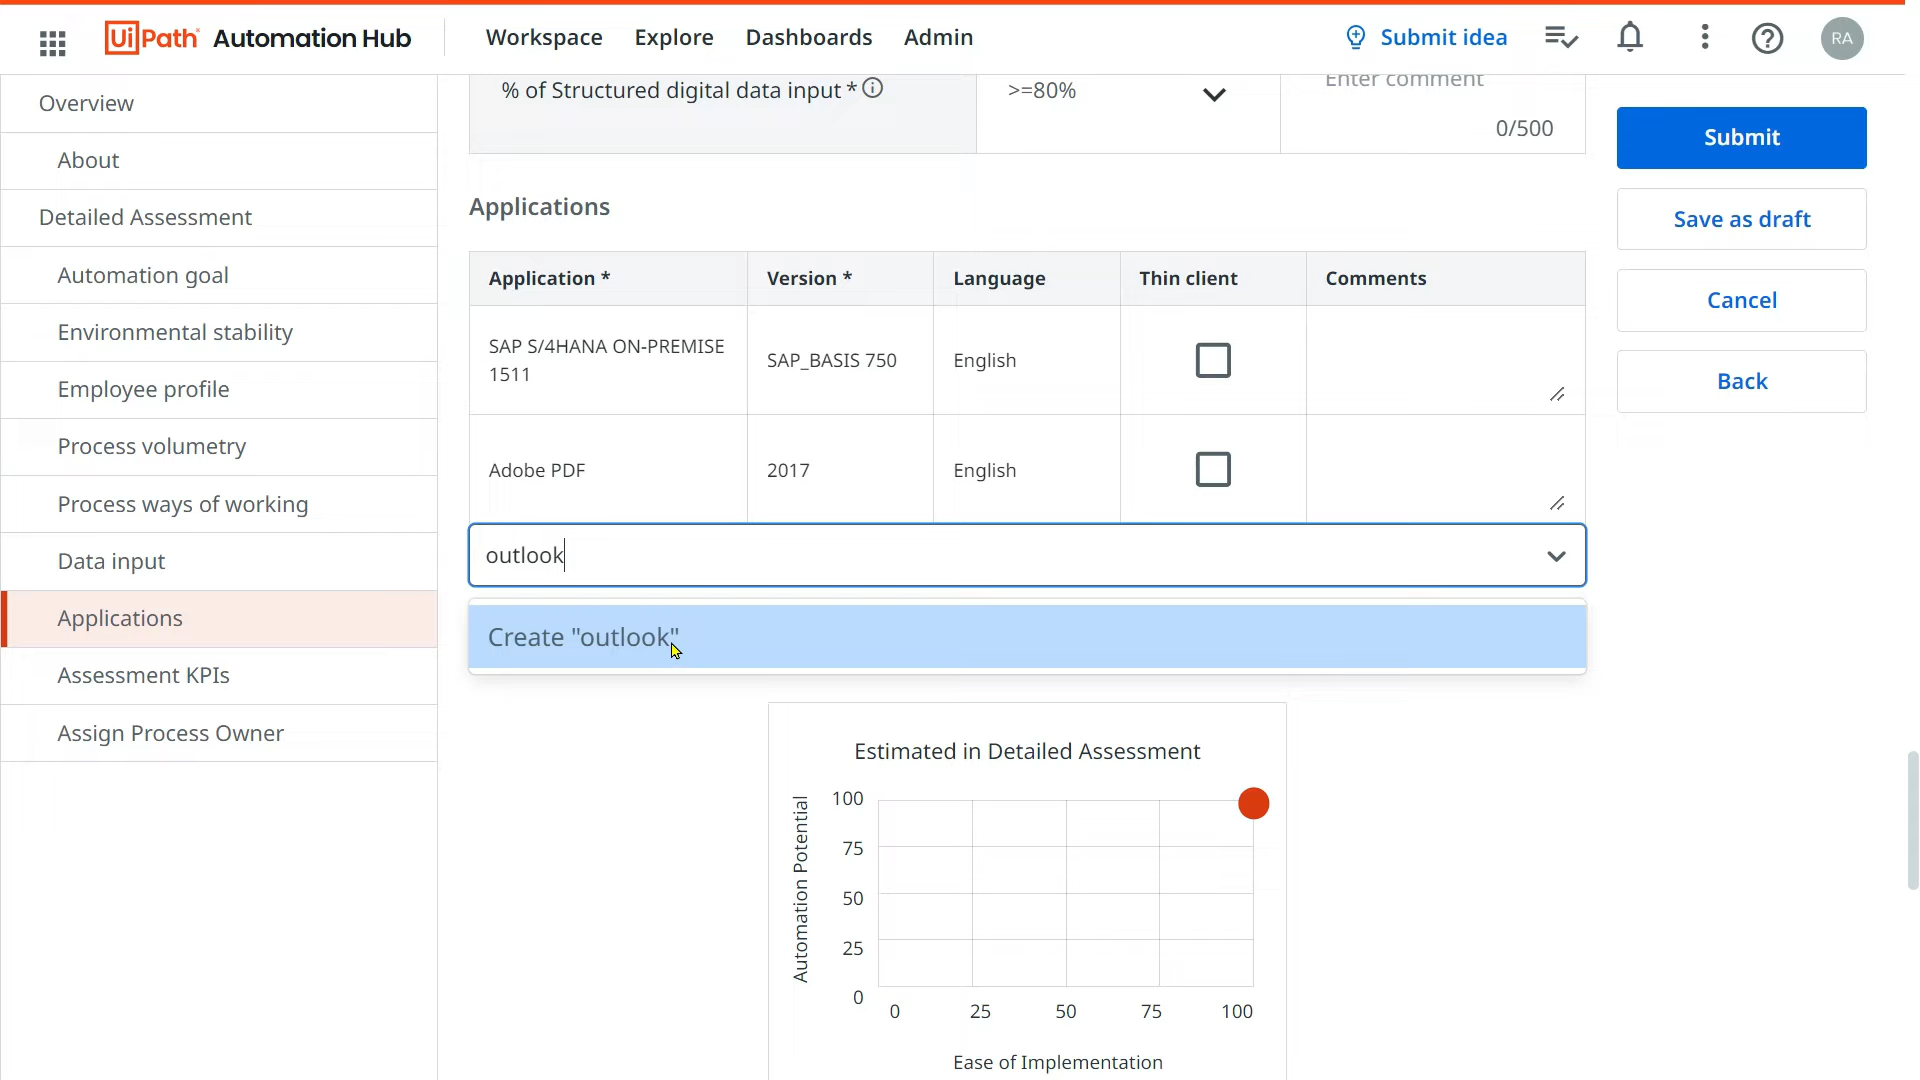 UiPath Automation Hub
Workspace
Explore
Dashboards
Admin
Submit idea
RA
Overview
About
Detailed Assessment
Automation goal
Environmental stability
Employee profile
Process volumetry
Process ways of working
Data input
Applications
Assessment KPIs
Assign Process Owner
% of Structured digital data input *
>=80%
Enter comment
0/500
Applications
Application *
Version *
Language
Thin client
Comments
SAP S/4HANA ON-PREMISE
1511
SAP_BASIS 750
English
Adobe PDF
2017
English
outlook
Create "outlook"
Estimated in Detailed Assessment
Automation Potential
100
75
50
25
0
0
25
50
75
100
Ease of Implementation
Submit
Save as draft
Cancel
Back